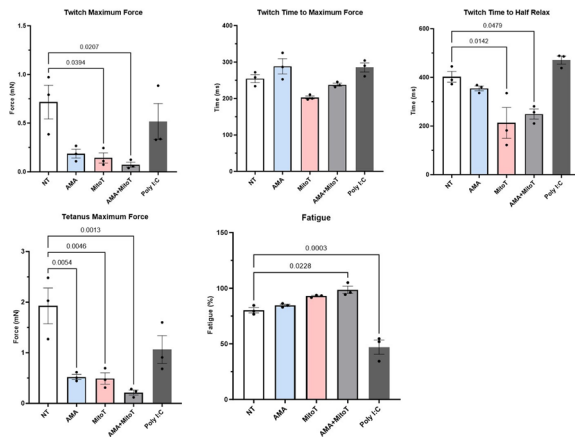 Twitch Maximum Force
0.0207
0.0394
Force (mN)
1.0
0.5
0.0
NT
AMA
MitoT
AMA+MitoT
Poly I:C
Twitch Time to Maximum Force
Time (ms)
400
300
200
100
0
NT
AMA
MitoT
AMA+MitoT
Poly I:C
Twitch Time to Half Relax
0.0479
0.0142
Time (ms)
600
400
200
0
NT
AMA
MitoT
AMA+MitoT
Poly I:C
Tetanus Maximum Force
0.0013
0.0046
0.0054
Force (mN)
3
2
1
0
NT
AMA
MitoT
AMA+MitoT
Poly I:C
Fatigue
0.0003
0.0228
Fatigue (%)
100
50
0
NT
AMA
MitoT
AMA+MitoT
Poly I:C